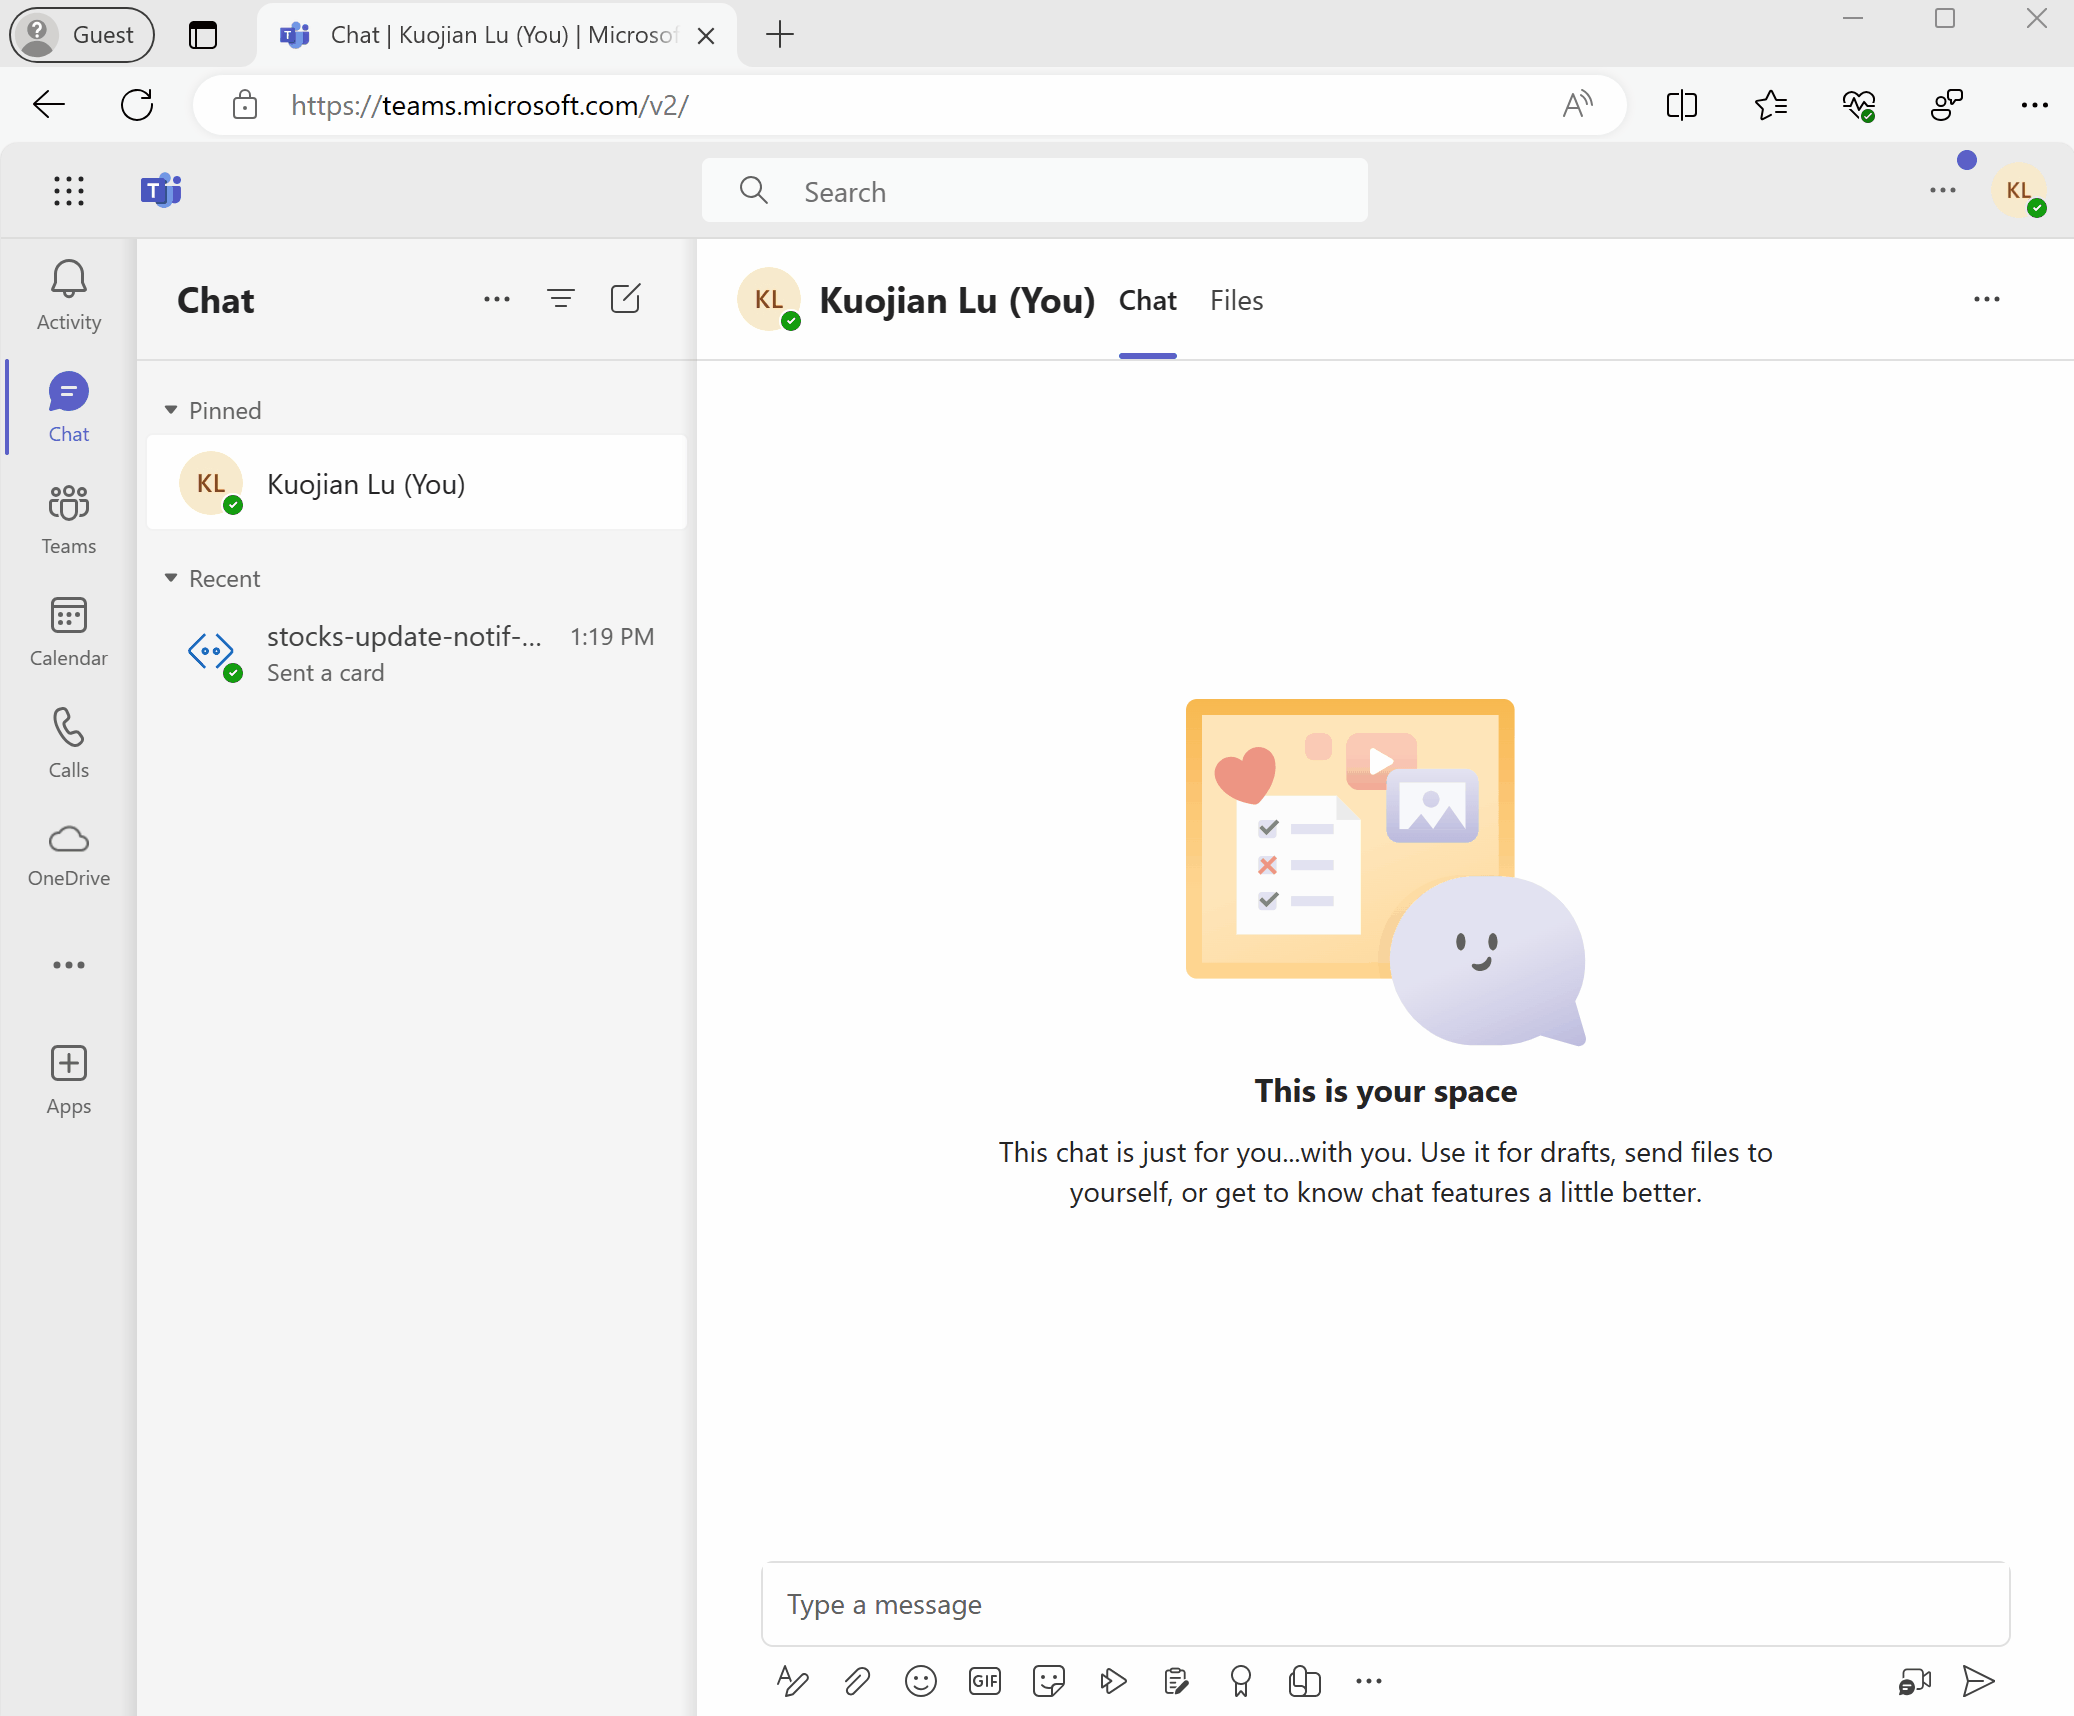 Guest
Chat | Kuojian Lu (You) | Microsof
https://teams.microsoft.com/v2/
Search
KL
Activity
Chat
Teams
Calendar
Calls
OneDrive
Apps
Chat
Pinned
KL
Kuojian Lu (You)
Recent
stocks-update-notif-...
1:19 PM
Sent a card
KL
Kuojian Lu (You)
Chat
Files
This is your space
This chat is just for you...with you. Use it for drafts, send files to
yourself, or get to know chat features a little better.
Type a message
GIF